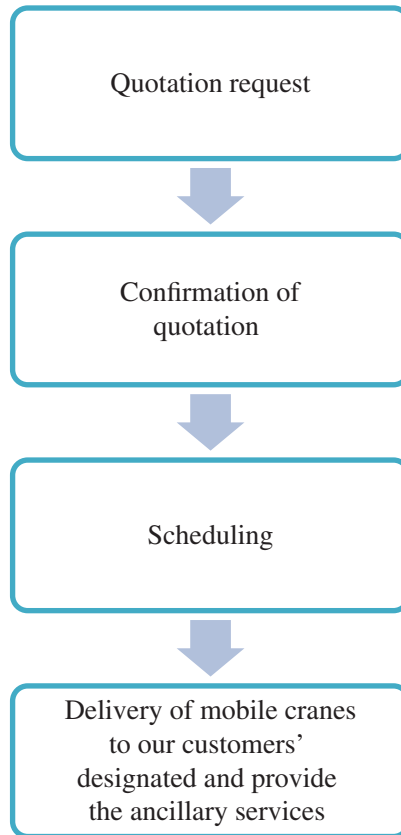 Quotation request
Confirmation of
quotation
Scheduling
Delivery of mobile cranes
to our customers’
designated and provide
the ancillary services